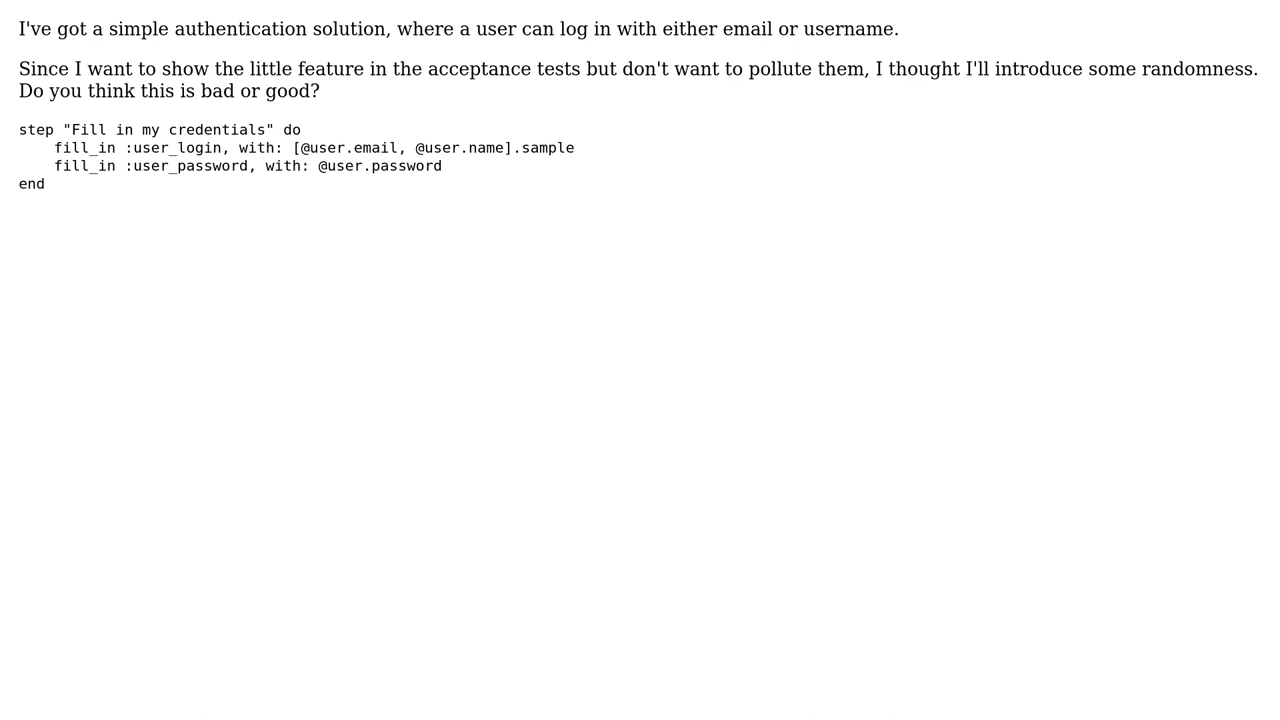 I've got a simple authentication solution, where a user can log in with either email or username.
Since I want to show the little feature in the acceptance tests but don't want to pollute them, I thought I'll introduce some randomness.
Do you think this is bad or good?
step "Fill in my credentials" do
    fill_in :user_login, with: [@user.email, @user.name].sample
    fill_in :user_password, with: @user.password
end